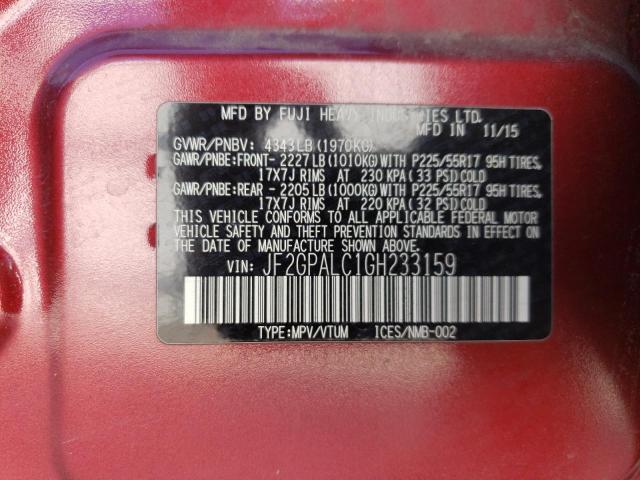 MFD BY FUJI HEAVY INDUSTRIES LTD.
MFD IN 11/15
GVWR/PNBV: 4343LB(1970KG)
GAWR/PNBE:FRONT- 2227LB(1010KG)WITH P225/55R17 95H TIRES,
17X7J RIMS AT 230 KPA(33 PSI)COLD
GAWR/PNBE:REAR - 2205LB(1000KG)WITH P225/55R17 95H TIRES,
17X7J RIMS AT 220 KPA(32 PSI)COLD
THIS VEHICLE CONFORMS TO ALL APPLICABLE FEDERAL MOTOR
VEHICLE SAFETY AND THEFT PREVENTION STANDARDS IN EFFECT ON
THE DATE OF MANUFACTURE SHOWN ABOVE.
VIN: JF2GPALC1GH233159
TYPE:MPV/VTUM ICES/NMB-002